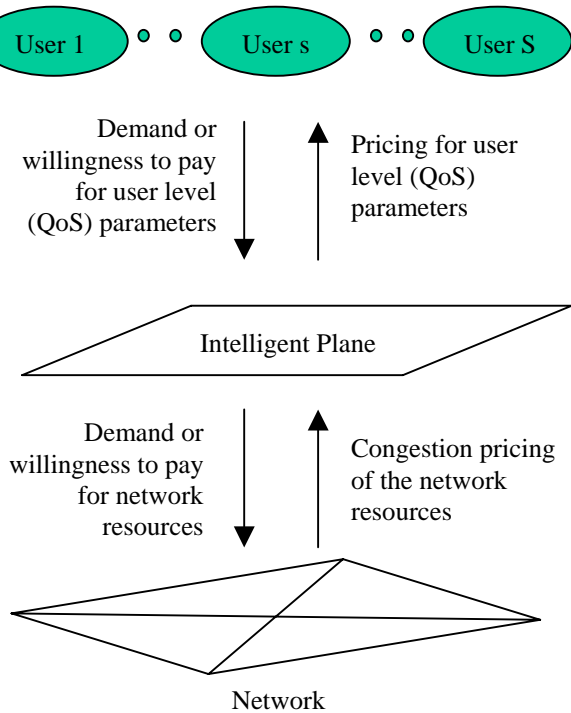 User 1
User s
User S
Demand or
willingness to pay
for user level
(QoS) parameters
Pricing for user
level (QoS)
parameters
Intelligent Plane
Demand or
willingness to pay
for network
resources
Congestion pricing
of the network
resources
Network